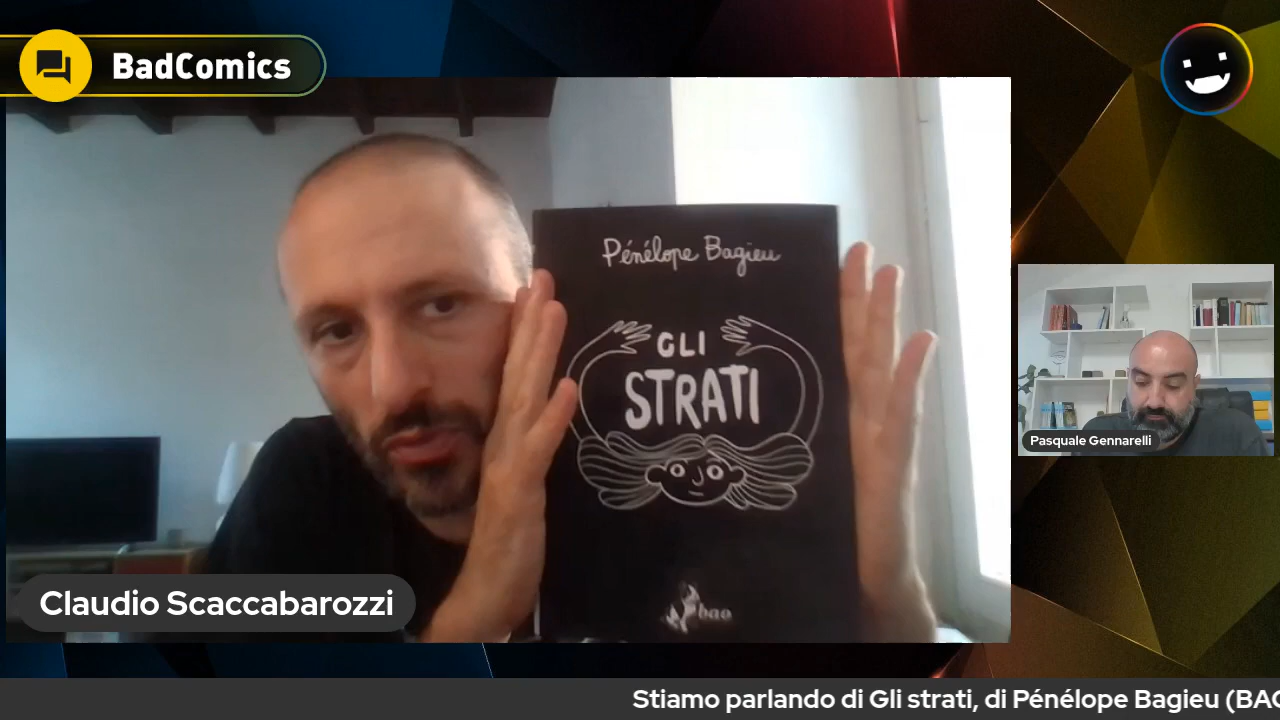 BadComics
Pénélope Bagieu
GLI
STRATI
bao
Pasquale Gennarelli
Claudio Scaccabarozzi
Stiamo parlando di Gli strati, di Pénélope Bagieu (BAO